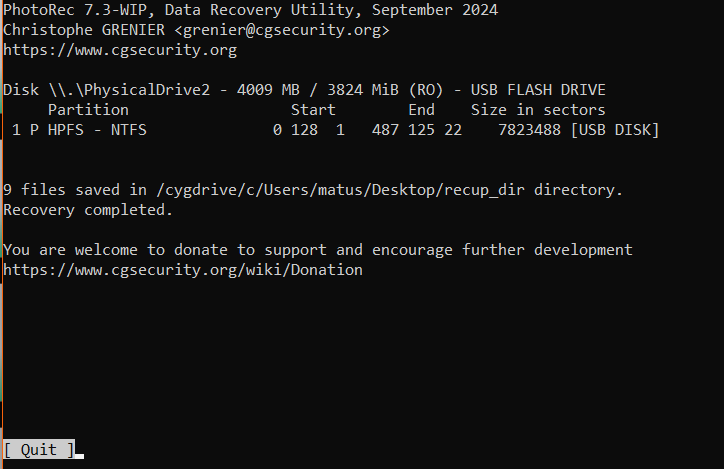 PhotoRec 7.3-WIP, Data Recovery Utility, September 2024
Christophe GRENIER <grenier@cgsecurity.org>
https://www.cgsecurity.org
Disk \\.\PhysicalDrive2 - 4009 MB / 3824 MiB (RO) - USB FLASH DRIVE
Partition Start End Size in sectors
1 P HPFS - NTFS 0 128 1 487 125 22 7823488 [USB DISK]
9 files saved in /cygdrive/c/Users/matus/Desktop/recup_dir directory.
Recovery completed.
You are welcome to donate to support and encourage further development
https://www.cgsecurity.org/wiki/Donation
[ Quit ]